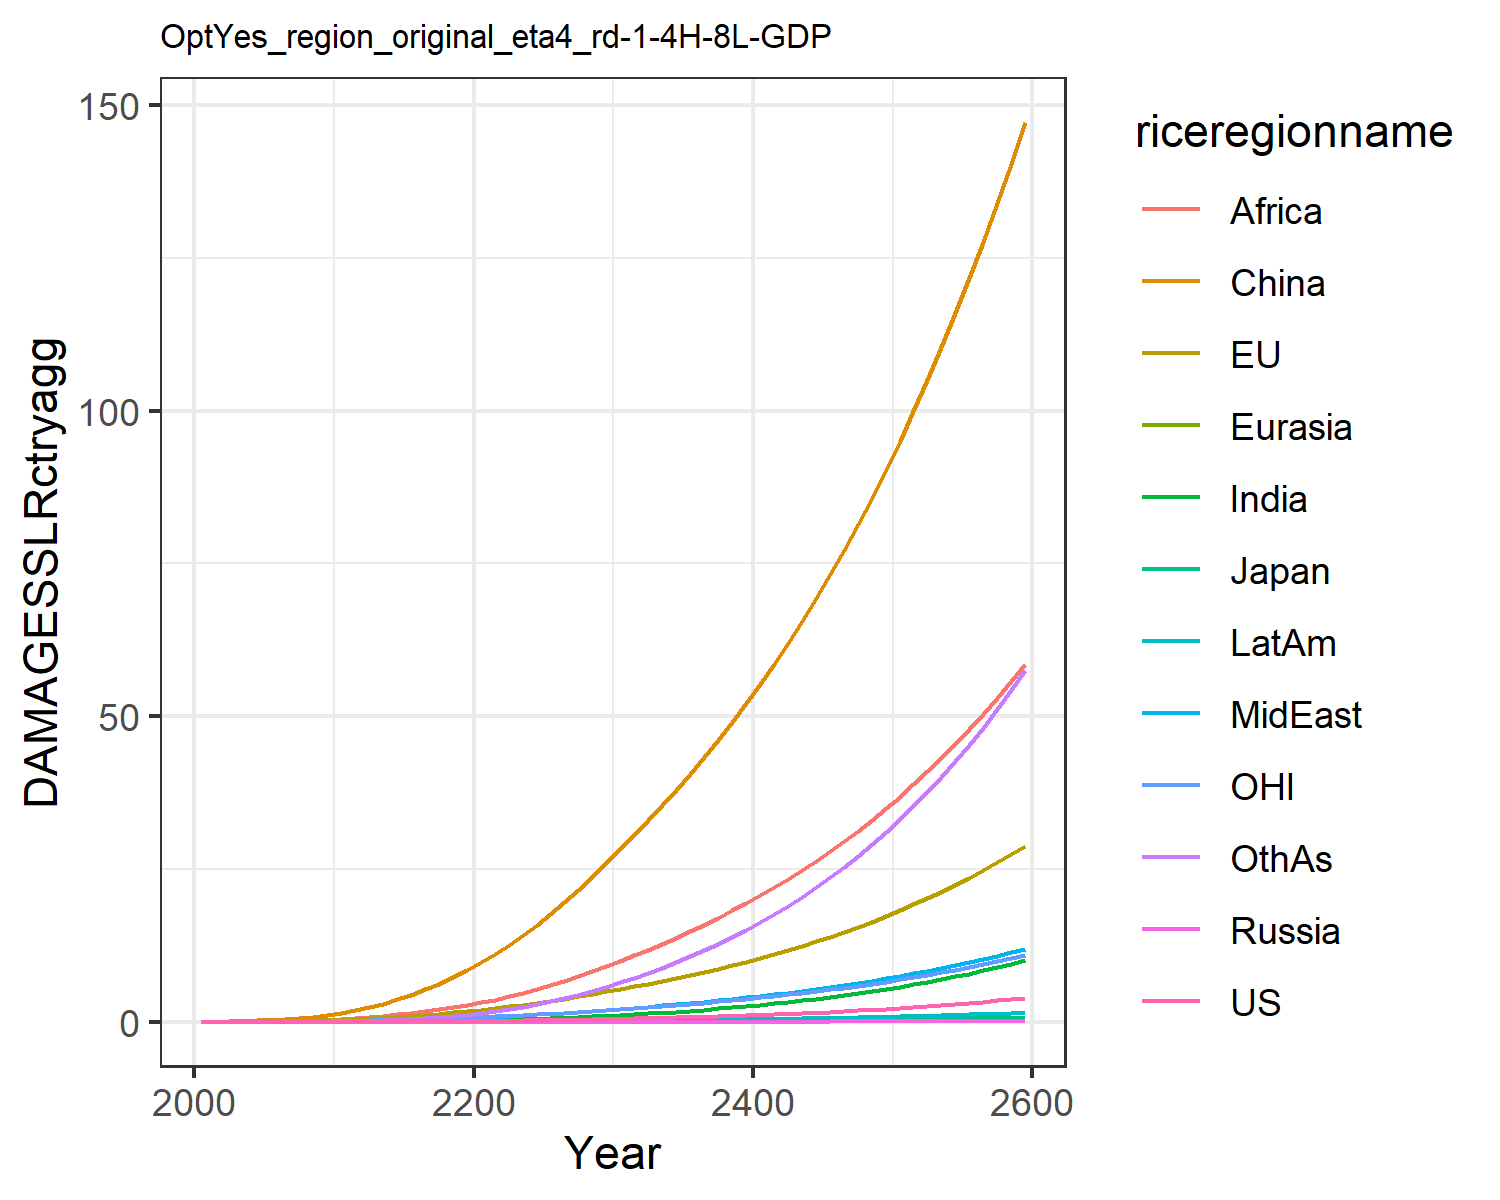 OptYes_region_original_eta4_rd-1-4H-8L-GDP
DAMAGESSLRctryagg
150
100
50
0
2000
2200
2400
2600
Year
riceregionname
Africa
China
EU
Eurasia
India
Japan
LatAm
MidEast
OHI
OthAs
Russia
US